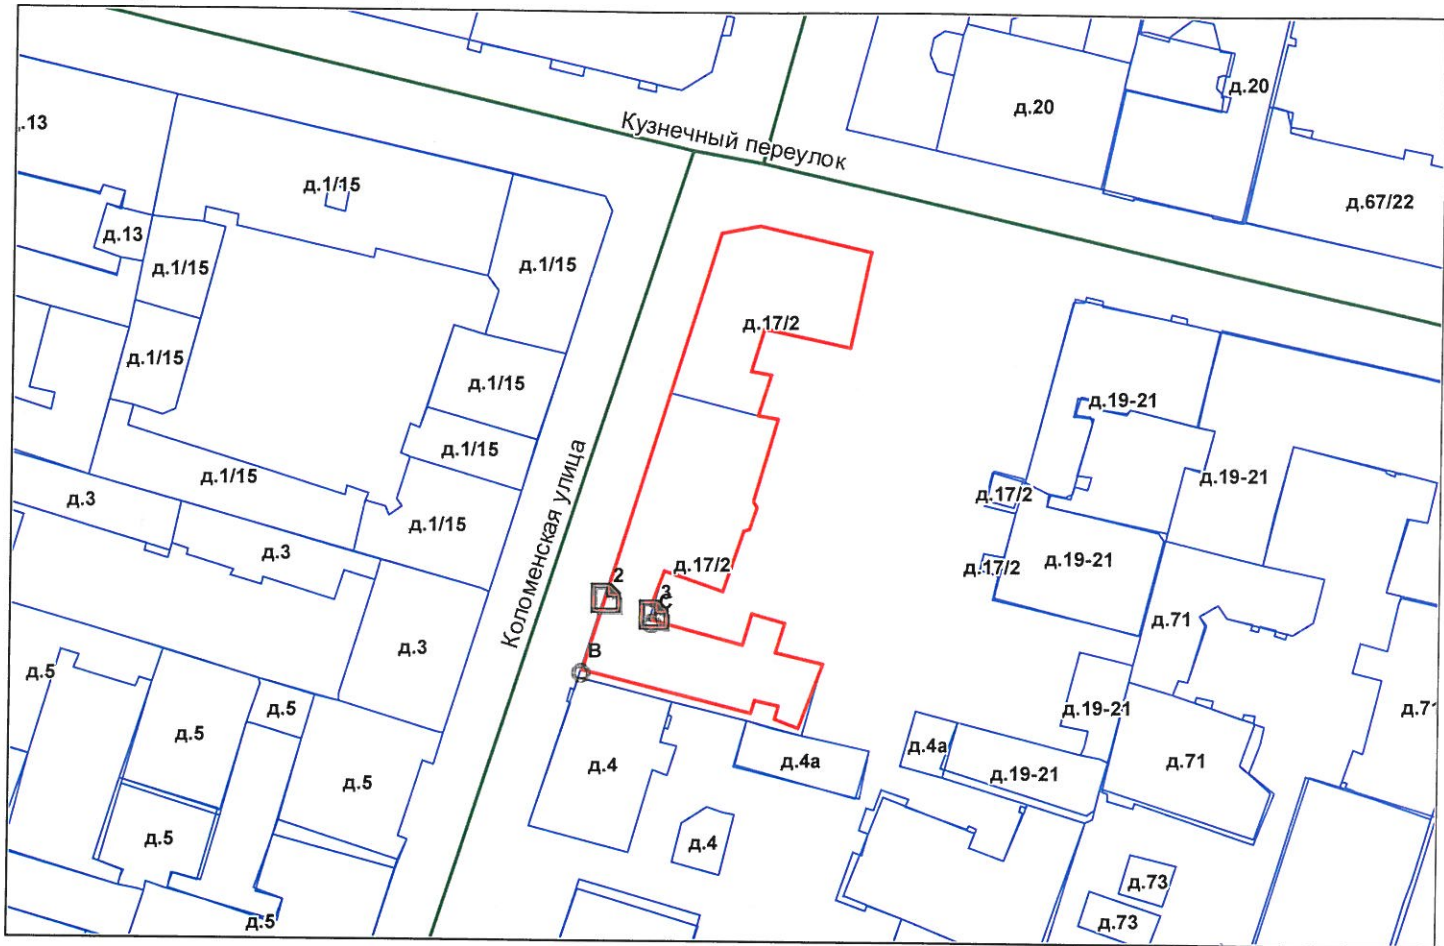 Кузнечный переулок
Коломенская улица
д.20
д.20
.13
д.1/15
д.67/22
д.13
д.1/15
д.1/15
д.17/2
д.1/15
д.1/15
д.19-21
д.1/15
д.1/15
д.19-21
д.3
д.17/2
д.1/15
д.3
д.19-21
д.17/2
д.17/2
2
3
C
д.71
д.3
B
д.5
д.5
д.19-21
д.71
д.5
д.4а
д.4
д.4а
д.19-21
д.71
д.5
д.5
д.4
д.73
д.5
д.73